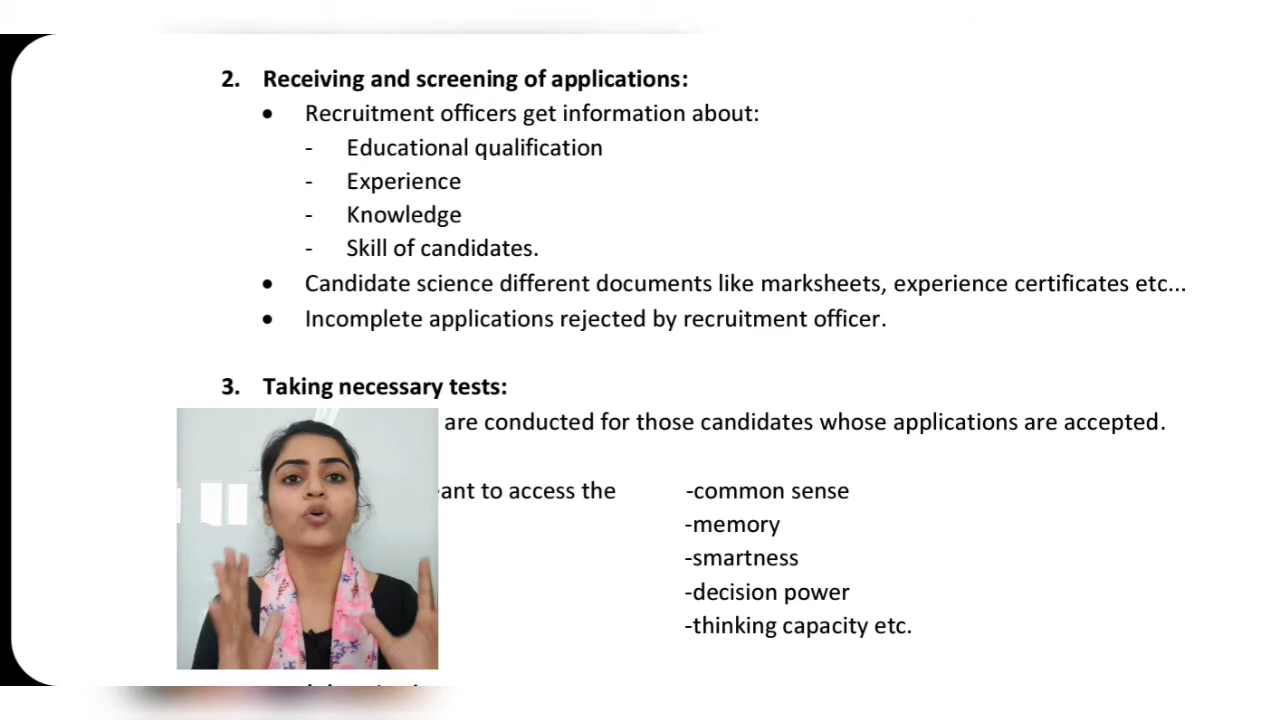 2. Receiving and screening of applications:
• Recruitment officers get information about:
- Educational qualification
- Experience
- Knowledge
- Skill of candidates.
• Candidate science different documents like marksheets, experience certificates etc...
• Incomplete applications rejected by recruitment officer.
3. Taking necessary tests:
are conducted for those candidates whose applications are accepted.
to access the -common sense
-memory
-smartness
-decision power
-thinking capacity etc.